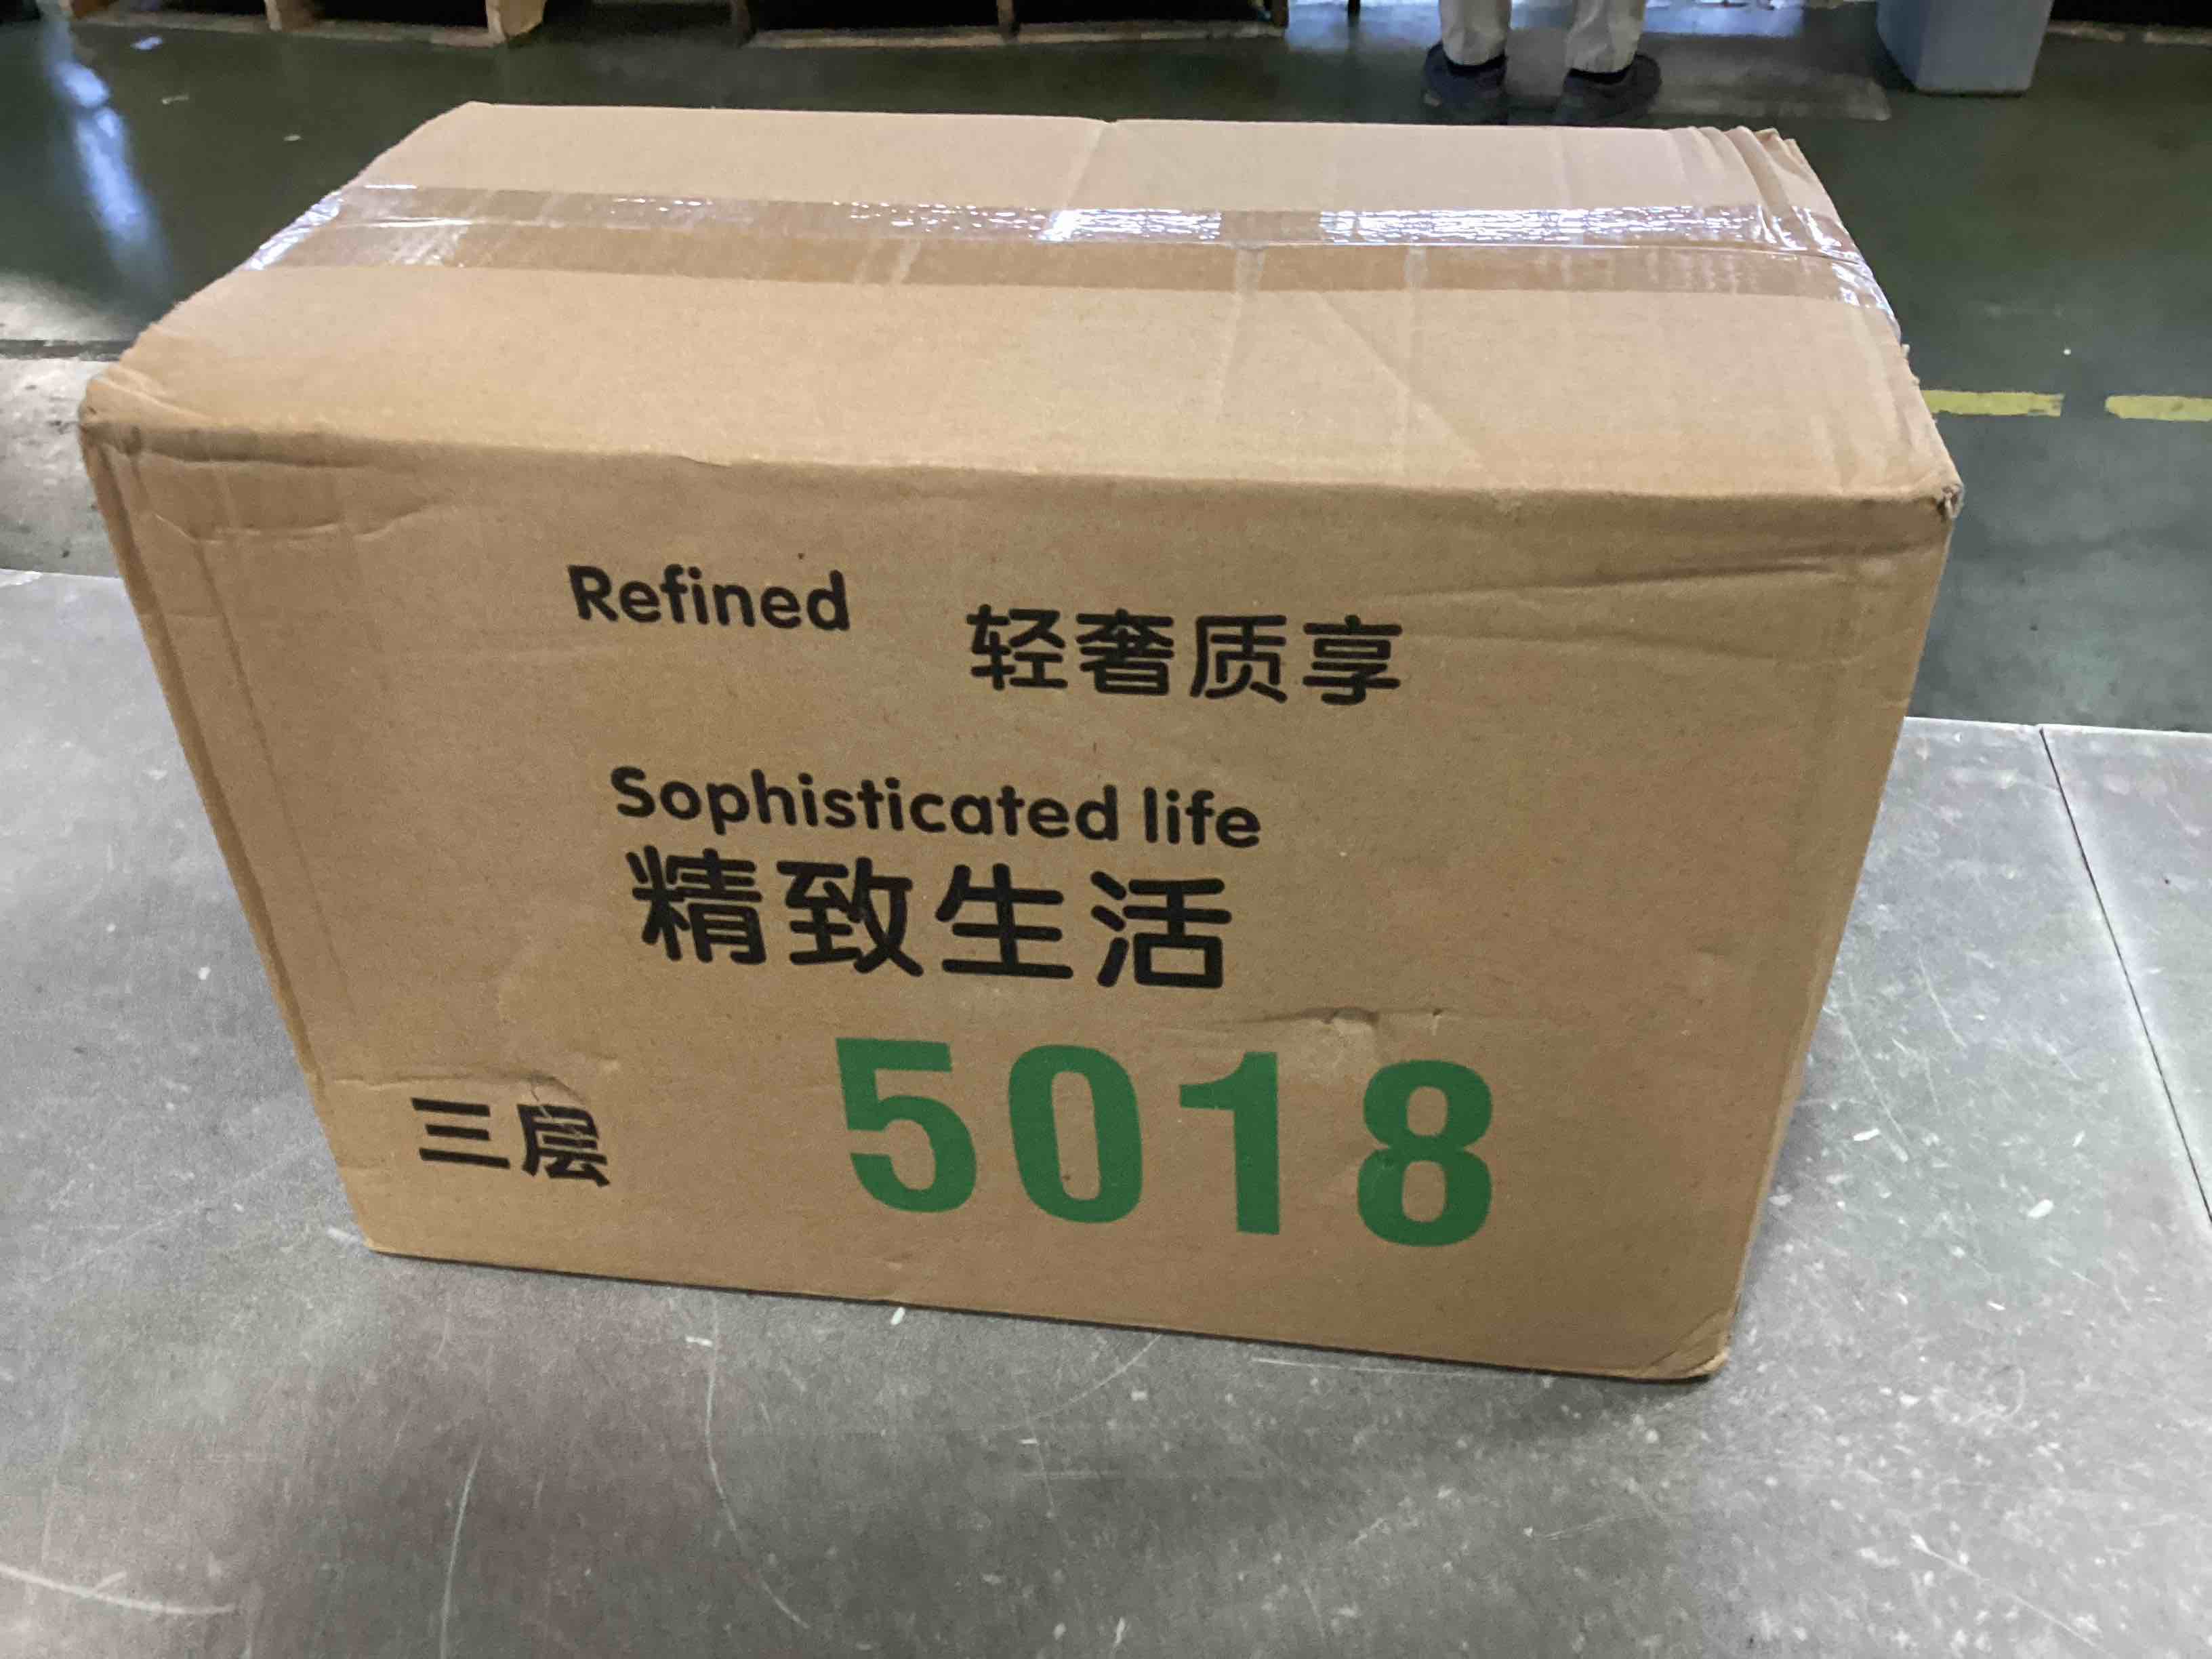 Refined
轻奢质享
Sophisticated life
精致生活
三层
5018